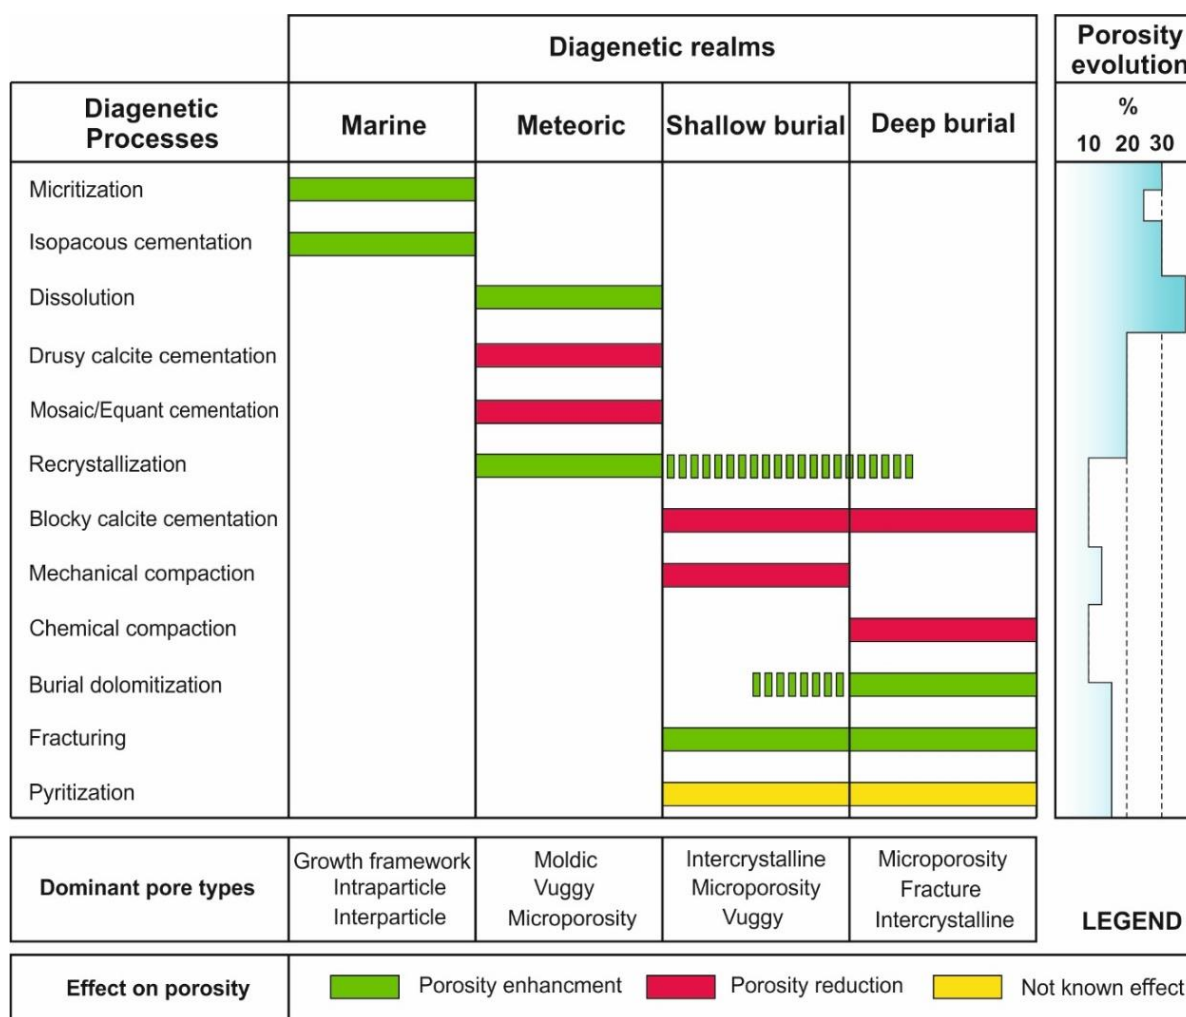 Diagenetic realms
Porosity
evolution
Diagenetic
Processes
Marine
Meteoric
Shallow burial
Deep burial
%
10 20 30
Micritization
Isopacous cementation
Dissolution
Drusy calcite cementation
Mosaic/Equant cementation
Recrystallization
Blocky calcite cementation
Mechanical compaction
Chemical compaction
Burial dolomitization
Fracturing
Pyritization
Dominant pore types
Growth framework
Intraparticle
Interparticle
Moldic
Vuggy
Microporosity
Intercrystalline
Microporosity
Vuggy
Microporosity
Fracture
Intercrystalline
LEGEND
Effect on porosity
Porosity enhancment
Porosity reduction
Not known effect